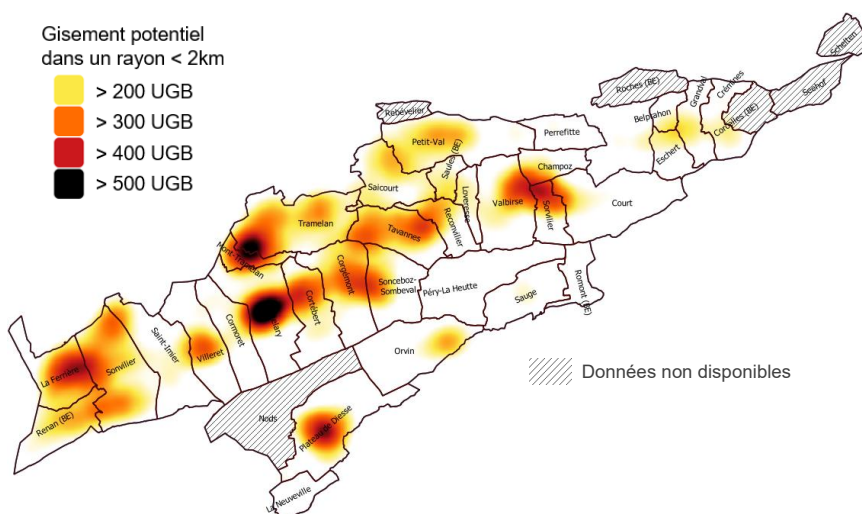 Gisement potentiel
dans un rayon < 2km
> 200 UGB
> 300 UGB
> 400 UGB
> 500 UGB
Schelten
Seehof
Roches (BE)
Grandval
Crémines
Rebévelier
Belprahon
Corcelles (BE)
Petit-Val
Perrefitte
Eschert
Saules (BE)
Champoz
Saicourt
Loveresse
Valbirse
Sorvilier
Court
Tramelan
Tavannes
Reconvilier
Mont-Tramelan
Corgémont
Sonceboz-
Sombeval
Péry-La Heutte
Sauge
Romont (BE)
Cortébert
Cormoret
Saint-Imier
Villeret
Orvin
La Ferrière
Sonvilier
Données non disponibles
Renan (BE)
Nods
Plateau de Diesse
La Neuveville